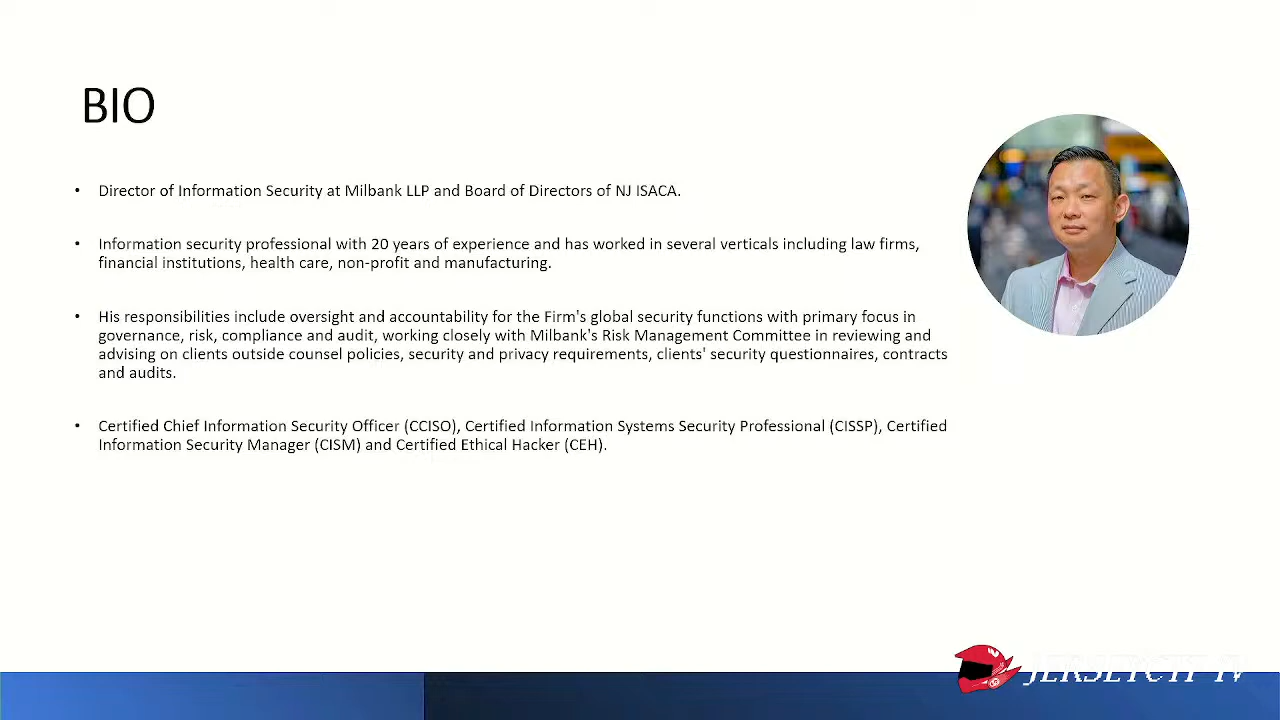 BIO
• Director of Information Security at Milbank LLP and Board of Directors of NJ ISACA.
• Information security professional with 20 years of experience and has worked in several verticals including law firms,
financial institutions, health care, non-profit and manufacturing.
• His responsibilities include oversight and accountability for the Firm's global security functions with primary focus in
governance, risk, compliance and audit, working closely with Milbank's Risk Management Committee in reviewing and
advising on clients outside counsel policies, security and privacy requirements, clients' security questionnaires, contracts
and audits.
• Certified Chief Information Security Officer (CCISO), Certified Information Systems Security Professional (CISSP), Certified
Information Security Manager (CISM) and Certified Ethical Hacker (CEH).
JERSEYCTF IV